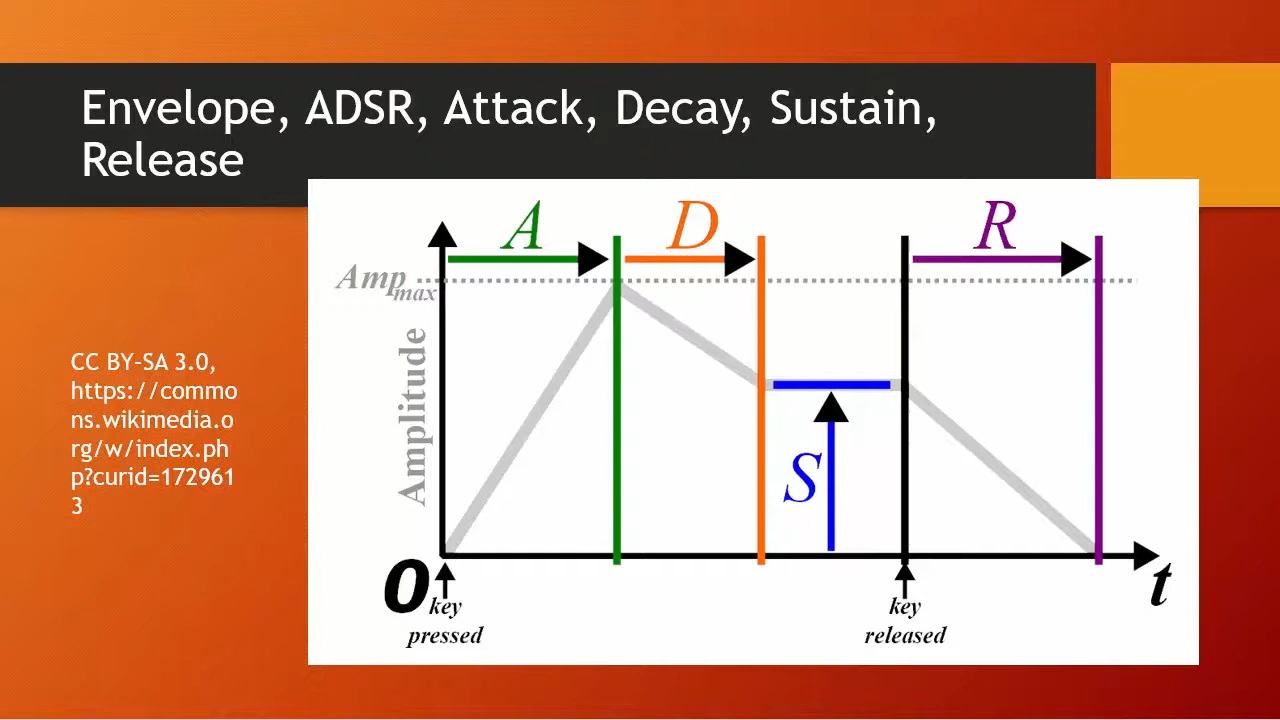 Envelope, ADSR, Attack, Decay, Sustain,
Release
A
D
R
Amp max
Amplitude
S
CC BY-SA 3.0,
https://commo
ns.wikimedia.o
rg/w/index.ph
p?curid=172961
3
0
t
key
pressed
key
released